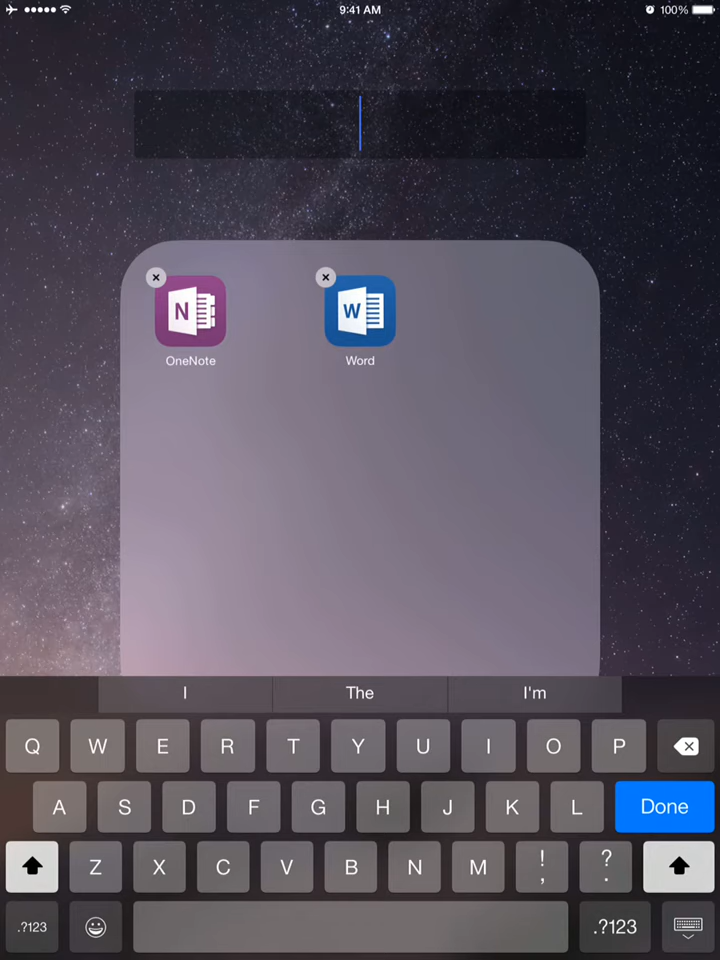 9:41 AM 100%
N W
OneNote Word
I The I'm
Q W E R T Y U I O P
A S D F G H J K L Done
Z X C V B N M ! , ? .
.?123 .?123